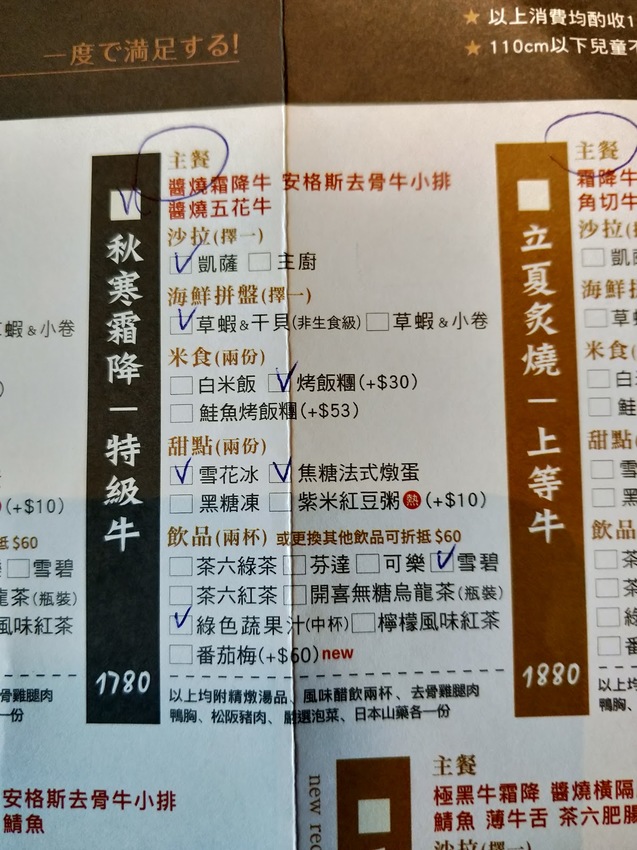 一度で満足する!
★ 以上消費均酌收1
★ 110cm以下兒童不
草蝦&小卷
(+$10)
抵 $60
雪碧
龍茶(瓶裝)
風味紅茶
骨雞腿肉
一份
安格斯去骨牛小排
鯖魚
秋寒霜降—特級牛
1780
主餐
醬燒霜降牛 安格斯去骨牛小排
醬燒五花牛
沙拉(擇一)
凱薩 主廚
海鮮拼盤(擇一)
草蝦&干貝(非生食級) 草蝦&小卷
米食(兩份)
白米飯 烤飯糰(+$30)
鮭魚烤飯糰(+$53)
甜點(兩份)
雪花冰 焦糖法式燉蛋
黑糖凍 紫米紅豆粥 熱 (+$10)
飲品(兩杯) 或更換其他飲品可折抵 $60
茶六綠茶 芬達 可樂 雪碧
茶六紅茶 開喜無糖烏龍茶(瓶裝)
綠色蔬果汁(中杯) 檸檬風味紅茶
番茄梅(+$60) new
以上均附精燉湯品、風味醋飲兩杯、去骨雞腿肉
鴨胸、松阪豬肉、嚴選泡菜、日本山藥各一份
立夏炙燒—上等牛
1880
主餐
霜降牛
角切牛
沙拉(
凱
海鮮拼
草
米食(
白
鮭
甜點(
雪
黑
飲品(
茶
茶
綠
番
以上
鴨胸、
new rec
主餐
極黑牛霜降 醬燒橫隔
鯖魚 薄牛舌 茶六肥腸
沙拉(擇一)